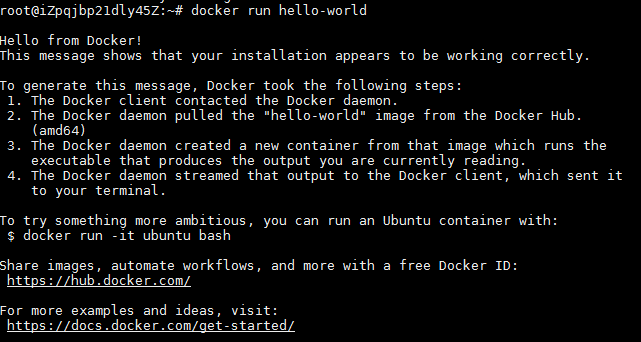 root@iZpqjbp21dly45Z:~# docker run hello-world
Hello from Docker!
This message shows that your installation appears to be working correctly.
To generate this message, Docker took the following steps:
1. The Docker client contacted the Docker daemon.
2. The Docker daemon pulled the "hello-world" image from the Docker Hub.
(amd64)
3. The Docker daemon created a new container from that image which runs the
executable that produces the output you are currently reading.
4. The Docker daemon streamed that output to the Docker client, which sent it
to your terminal.
To try something more ambitious, you can run an Ubuntu container with:
$ docker run -it ubuntu bash
Share images, automate workflows, and more with a free Docker ID:
https://hub.docker.com/
For more examples and ideas, visit:
https://docs.docker.com/get-started/